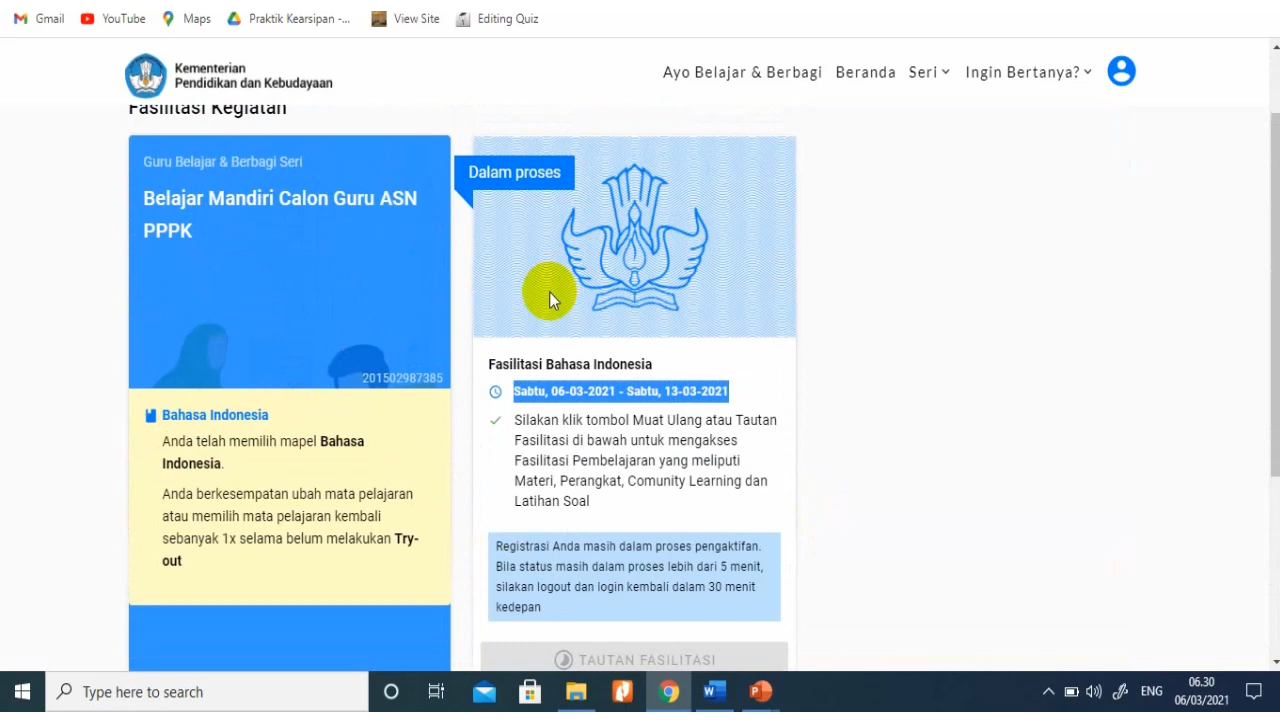 Gmail
YouTube
Maps
Praktik Kearsipan -...
View Site
Editing Quiz
Kementerian
Pendidikan dan Kebudayaan
Ayo Belajar & Berbagi
Beranda
Seri
Ingin Bertanya?
Fasilitasi Kegiatan
Guru Belajar & Berbagi Seri
Belajar Mandiri Calon Guru ASN
PPPK
201502987385
Bahasa Indonesia
Anda telah memilih mapel Bahasa
Indonesia.
Anda berkesempatan ubah mata pelajaran
atau memilih mata pelajaran kembali
sebanyak 1x selama belum melakukan Try-
out
Dalam proses
Fasilitasi Bahasa Indonesia
Sabtu, 06-03-2021 - Sabtu, 13-03-2021
Silakan klik tombol Muat Ulang atau Tautan
Fasilitasi di bawah untuk mengakses
Fasilitasi Pembelajaran yang meliputi
Materi, Perangkat, Comunity Learning dan
Latihan Soal
Registrasi Anda masih dalam proses pengaktifan.
Bila status masih dalam proses lebih dari 5 menit,
silakan logout dan login kembali dalam 30 menit
kedepan
TAUTAN FASILITASI
Type here to search
ENG
06.30
06/03/2021